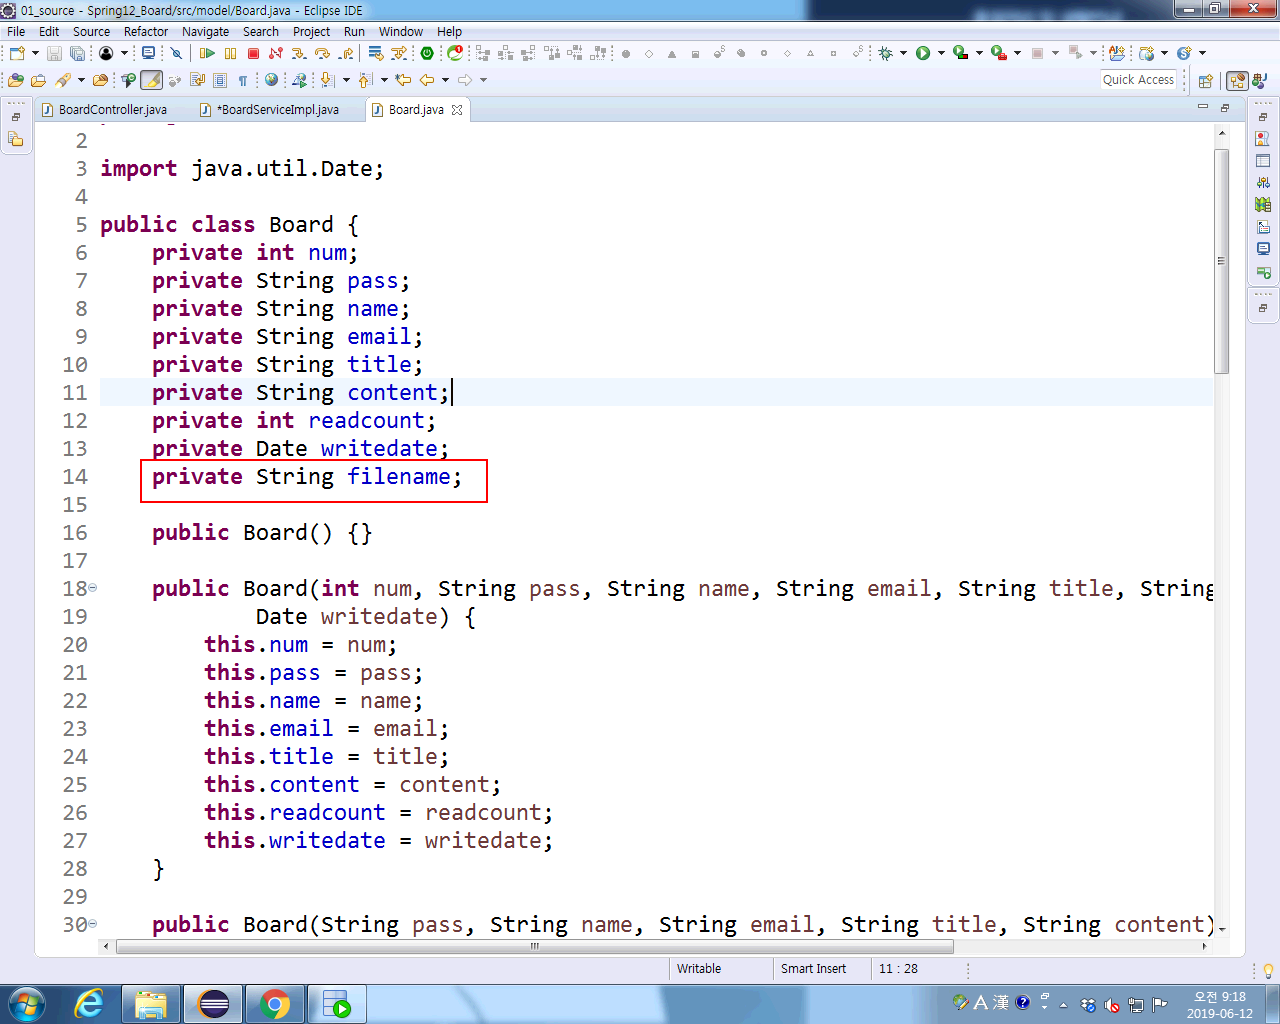 01_source - Spring12_Board/src/model/Board.java - Eclipse IDE
File Edit Source Refactor Navigate Search Project Run Window Help
Quick Access
BoardController.java *BoardServiceImpl.java Board.java
2
3 import java.util.Date;
4
5 public class Board {
6 private int num;
7 private String pass;
8 private String name;
9 private String email;
10 private String title;
11 private String content;
12 private int readcount;
13 private Date writedate;
14 private String filename;
15
16 public Board() {}
17
18 public Board(int num, String pass, String name, String email, String title, String
19 Date writedate) {
20 this.num = num;
21 this.pass = pass;
22 this.name = name;
23 this.email = email;
24 this.title = title;
25 this.content = content;
26 this.readcount = readcount;
27 this.writedate = writedate;
28 }
29
30 public Board(String pass, String name, String email, String title, String content)
Writable Smart Insert 11 : 28
A 漢 오전 9:18
2019-06-12